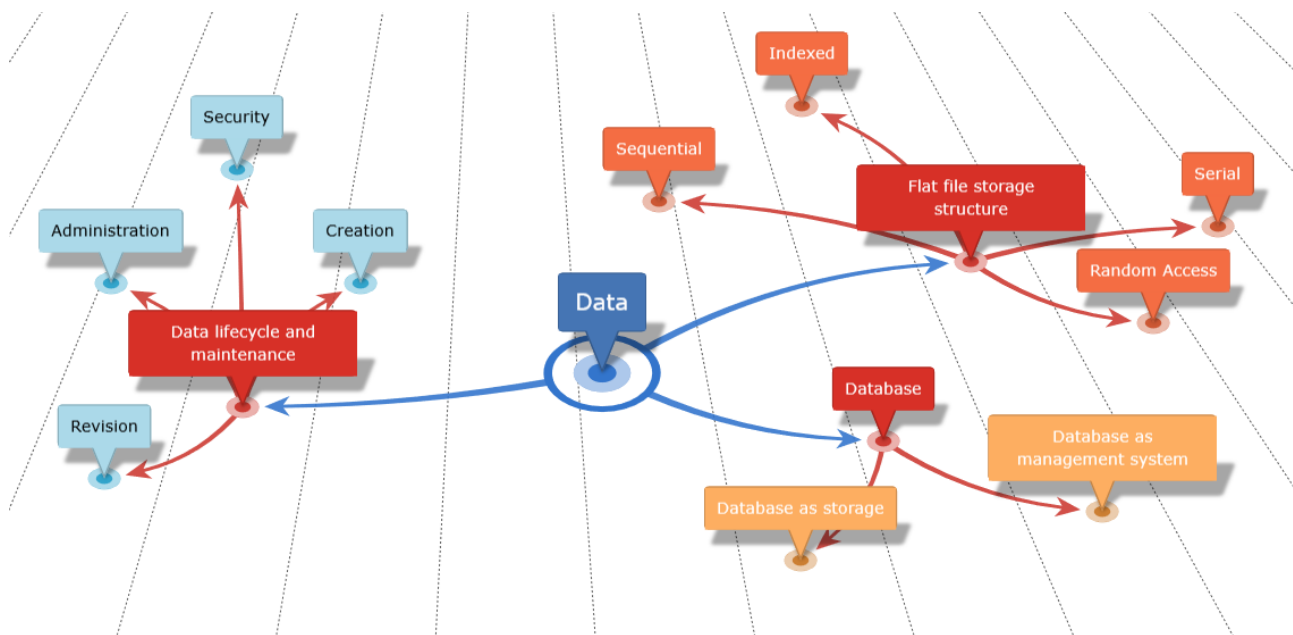 Indexed
Security
Sequential
Serial
Flat file storage
structure
Administration
Creation
Random Access
Data
Data lifecycle and
maintenance
Database
Revision
Database as
management system
Database as storage